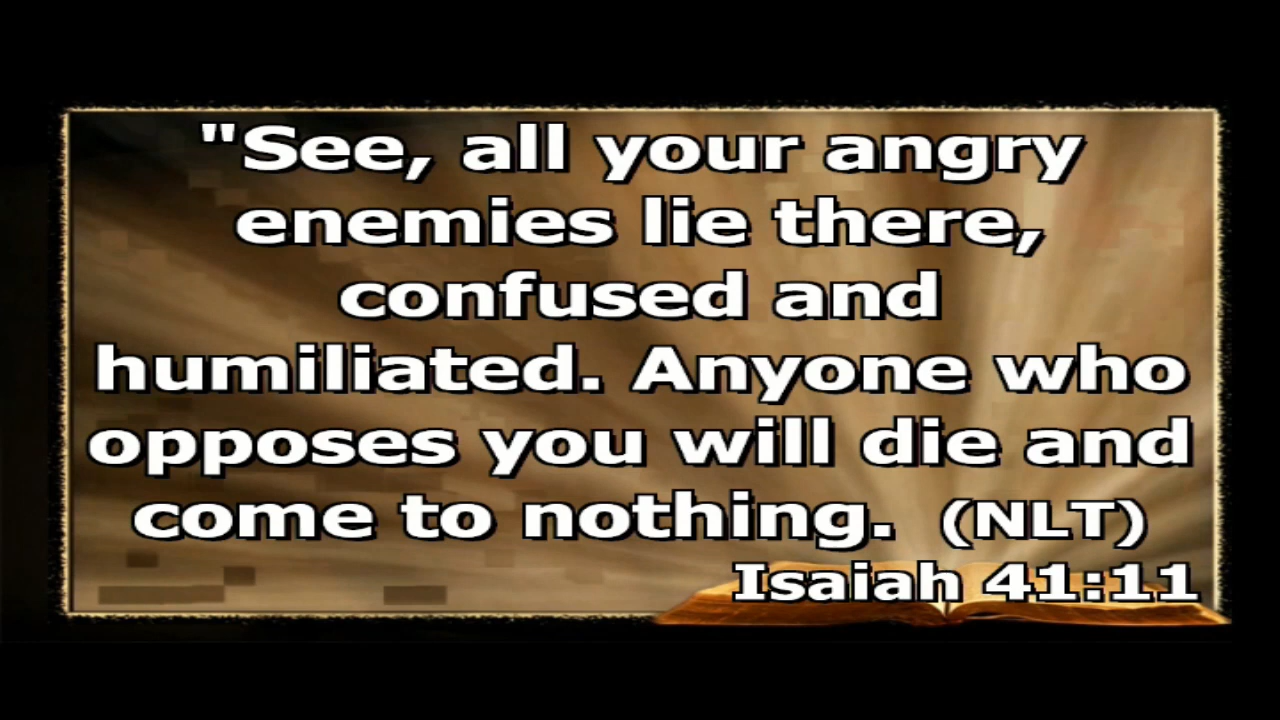 "See, all your angry
enemies lie there,
confused and
humiliated. Anyone who
opposes you will die and
come to nothing. (NLT)
Isaiah 41:11